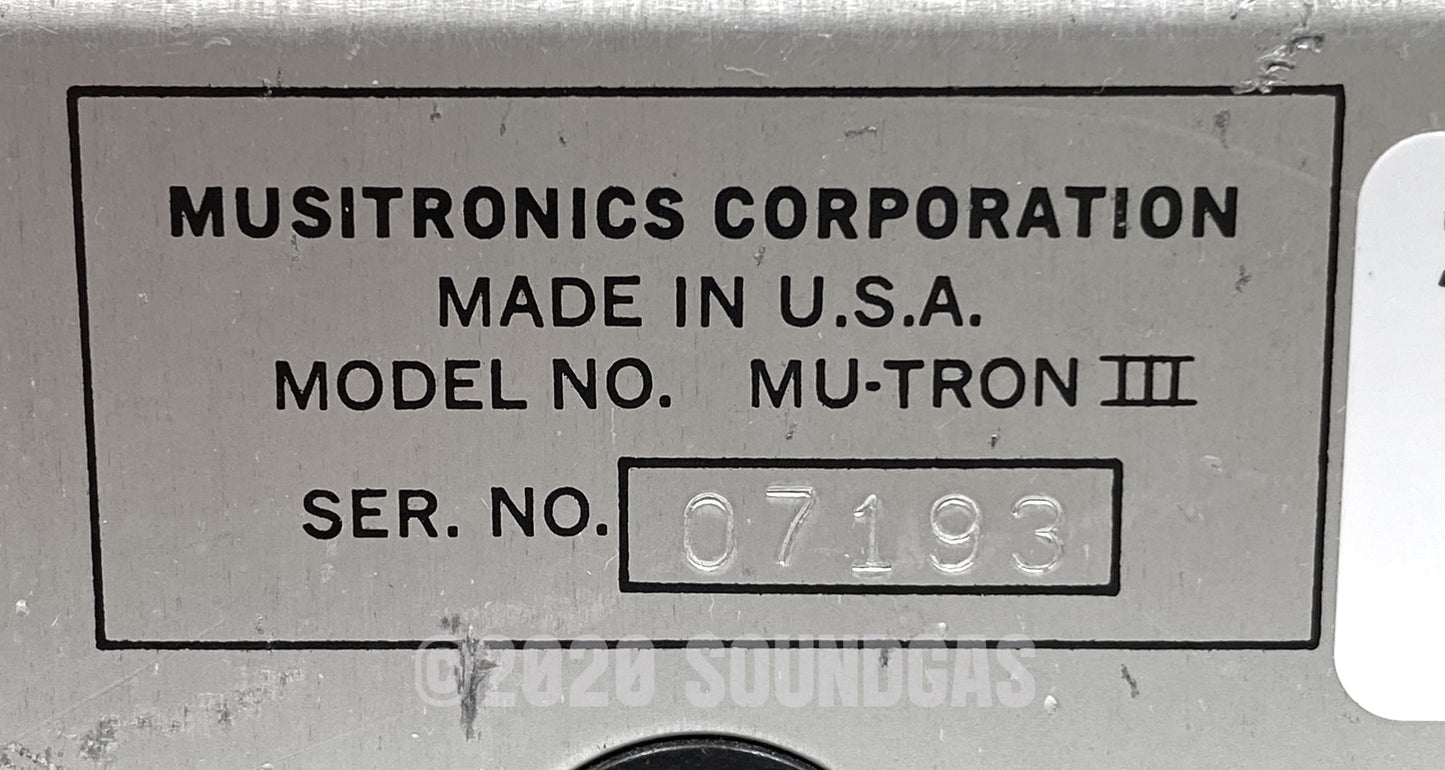 MUSITRONICS CORPORATION
MADE IN U.S.A.
MODEL NO. MU-TRON III
SER. NO. 07193
©2020 SOUNDGAS